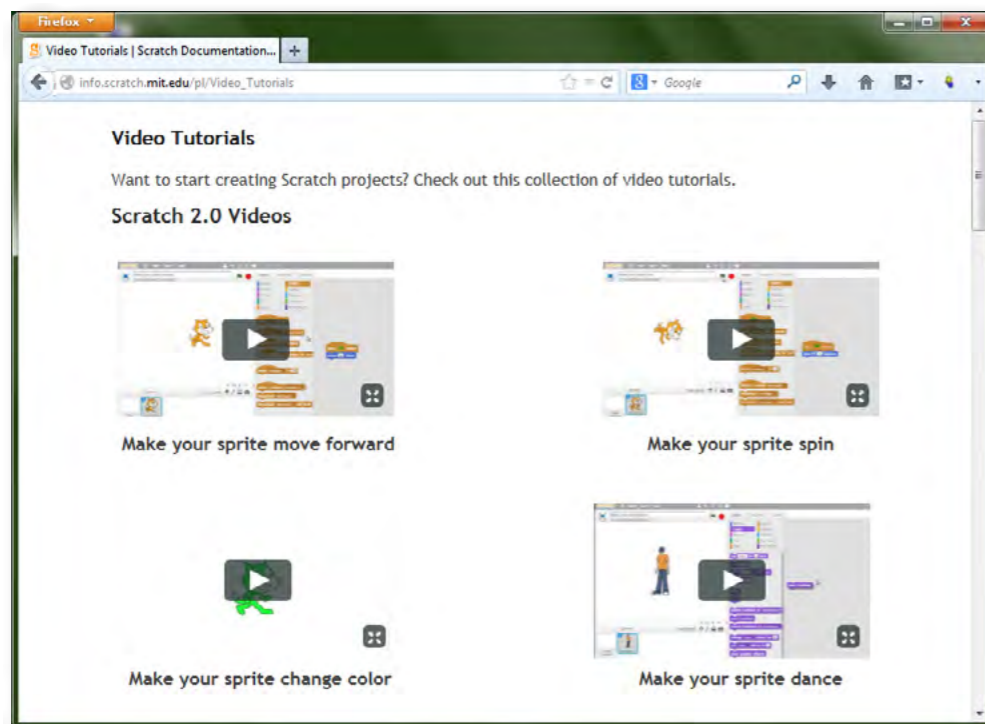 Firefox
Video Tutorials | Scratch Documentation...
info.scratch.mit.edu/pl/Video_Tutorials
Google
Video Tutorials
Want to start creating Scratch projects? Check out this collection of video tutorials.
Scratch 2.0 Videos
Make your sprite move forward
Make your sprite spin
Make your sprite change color
Make your sprite dance